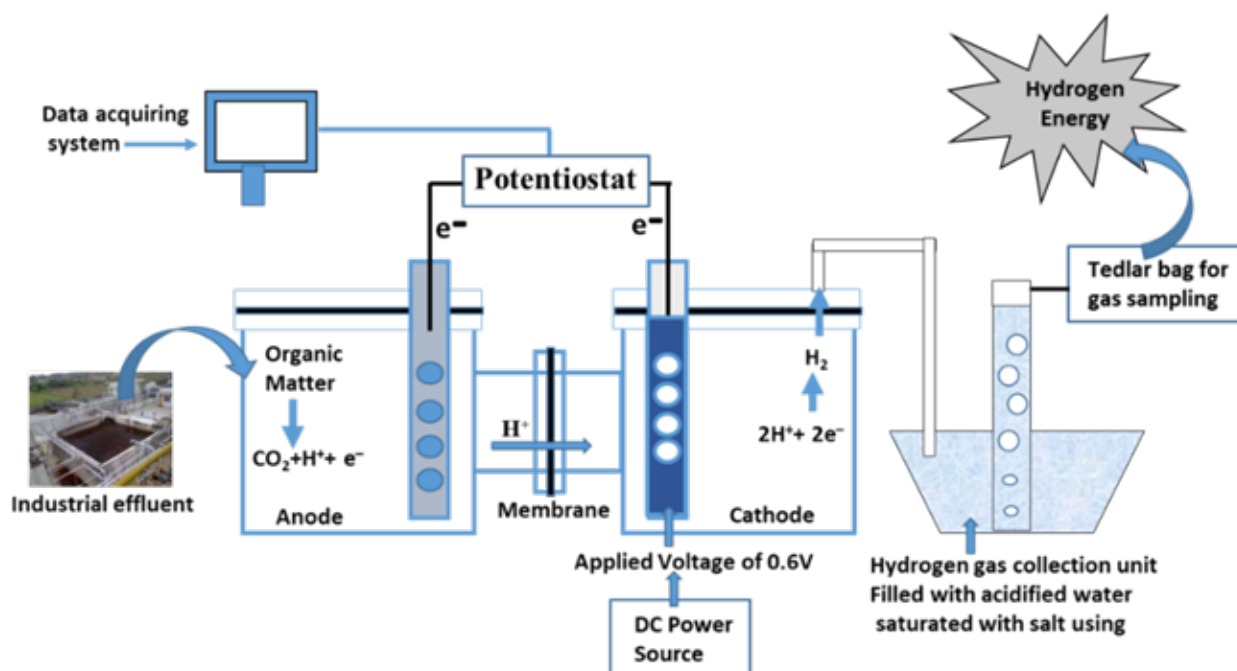 Data acquiring
system
Potentiostat
Hydrogen
Energy
e⁻
e⁻
Tedlar bag for
gas sampling
Organic
Matter
CO₂+H⁺+ e⁻
Anode
H⁺
Membrane
H₂
2H⁺+ 2e⁻
Cathode
Industrial effluent
Applied Voltage of 0.6V
DC Power
Source
Hydrogen gas collection unit
Filled with acidified water
saturated with salt using